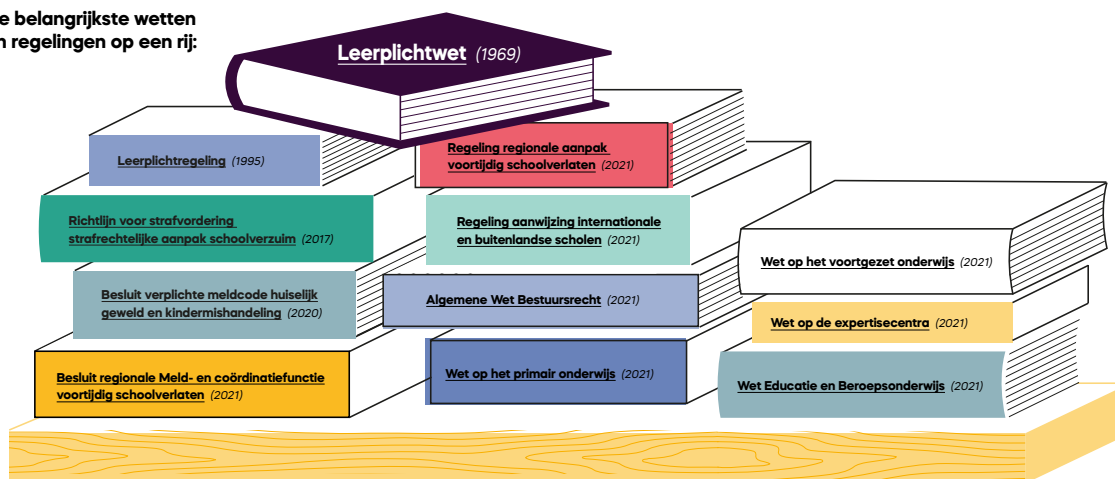 e belangrijkste wetten
n regelingen op een rij:
Leerplichtwet (1969)
Leerplichtregeling (1995)
Regeling regionale aanpak
voortijdig schoolverlaten (2021)
Richtlijn voor strafvordering
strafrechtelijke aanpak schoolverzuim (2017)
Regeling aanwijzing internationale
en buitenlandse scholen (2021)
Wet op het voortgezet onderwijs (2021)
Besluit verplichte meldcode huiselijk
geweld en kindermishandeling (2020)
Algemene Wet Bestuursrecht (2021)
Wet op de expertisecentra (2021)
Besluit regionale Meld- en coördinatiefunctie
voortijdig schoolverlaten (2021)
Wet op het primair onderwijs (2021)
Wet Educatie en Beroepsonderwijs (2021)